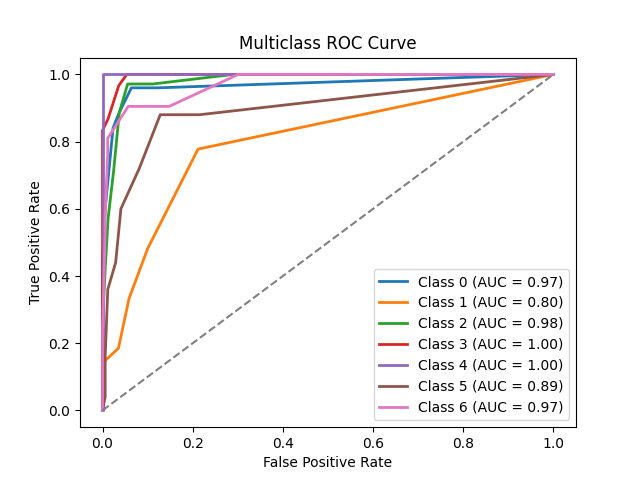 Multiclass ROC Curve
1.0
0.8
0.6
0.4
0.2
0.0
True Positive Rate
Class 0 (AUC = 0.97)
Class 1 (AUC = 0.80)
Class 2 (AUC = 0.98)
Class 3 (AUC = 1.00)
Class 4 (AUC = 1.00)
Class 5 (AUC = 0.89)
Class 6 (AUC = 0.97)
0.0 0.2 0.4 0.6 0.8 1.0
False Positive Rate